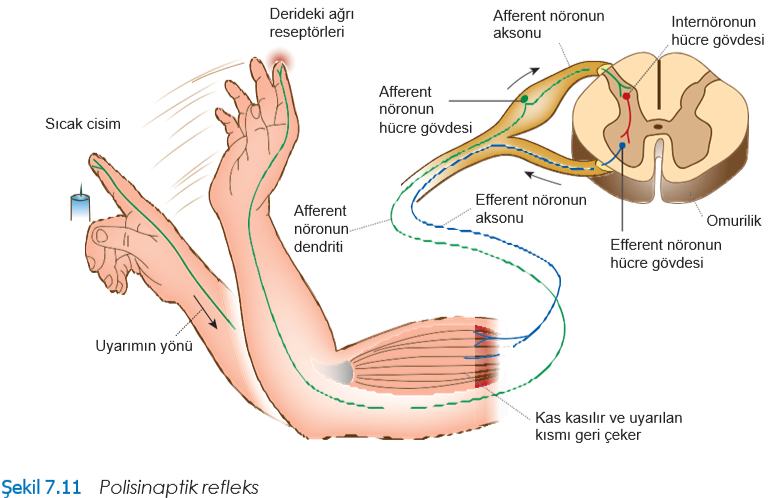 Derideki ağrı
reseptörleri
Afferent nöronun
aksonu
Internöronun
hücre gövdesi
Sıcak cisim
Afferent
nöronun
hücre gövdesi
Afferent
nöronun
dendriti
Efferent nöronun
aksonu
Omurilik
Efferent nöronun
hücre gövdesi
Uyarımın yönü
Kas kasılır ve uyarılan
kısmı geri çeker
Şekil 7.11 Polisinaptik refleks